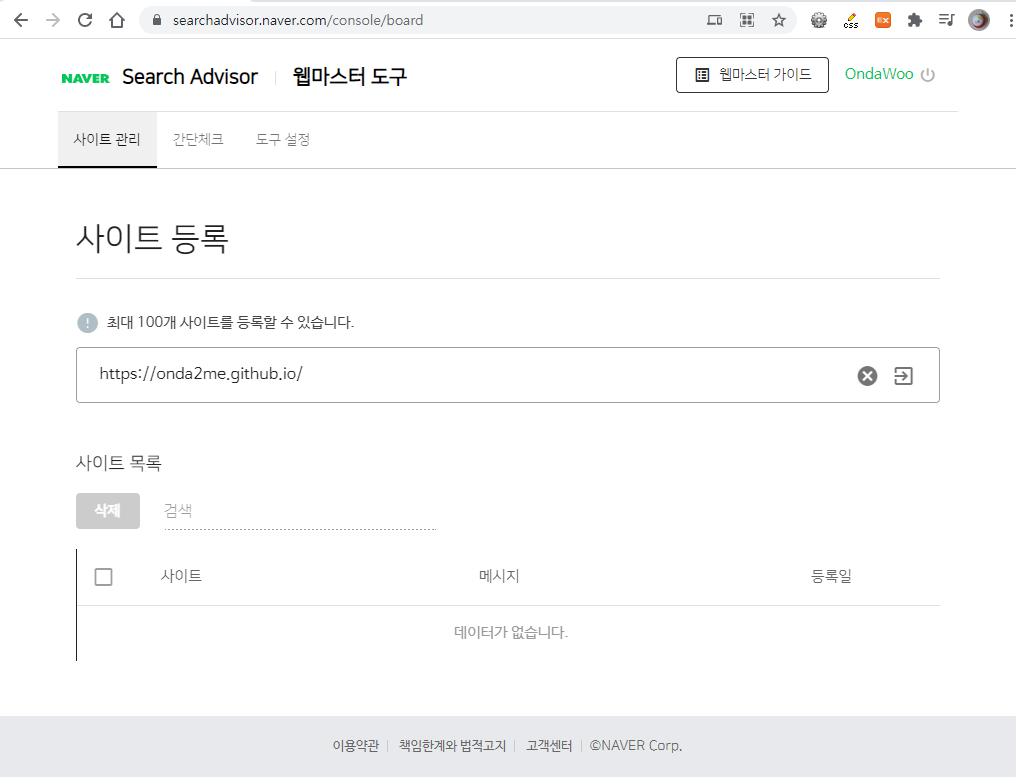 searchadvisor.naver.com/console/board
css
EX
NAVER Search Advisor 웹마스터 도구 웹마스터 가이드 OndaWoo
사이트 관리 간단체크 도구 설정
사이트 등록
최대 100개 사이트를 등록할 수 있습니다.
https://onda2me.github.io/
사이트 목록
삭제 검색
사이트 메시지 등록일
데이터가 없습니다.
이용약관 책임한계와 법적고지 고객센터 ©NAVER Corp.